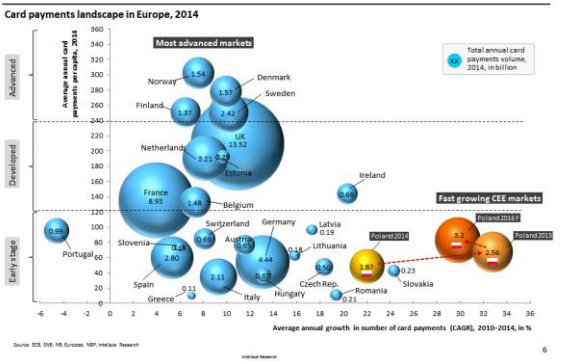 Card payments landscape in Europe, 2014
Most advanced markets
xx
Total annual card
payments volume,
2014, in billion
Average annual card
payments per capita, 2014
Advanced
Developed
Early stage
360
340
320
300
280
260
240
220
200
180
160
140
120
100
80
60
40
20
0
Norway
1.54
Denmark
1.57
Sweden
2.42
Finland
1.37
UK
13.52
Netherlands
3.21
0.29
Estonia
Ireland
0.66
France
8.93
1.48
Belgium
Fast growing CEE markets
Poland 2016 f
3.2
Poland 2015
2.56
Poland 2014
1.87
0.99
Portugal
Switzerland
0.69
Germany
4.44
Latvia
0.19
Slovenia
0.18
Austria
0.65
0.18
Lithuania
2.80
Spain
2.11
Italy
0.37
Hungary
0.50
Czech Rep.
0.23
Slovakia
0.11
Greece
Romania
0.21
-6
-4
-2
0
2
4
6
8
10
12
14
16
18
20
22
24
26
28
30
32
34
36
Average annual growth in number of card payments (CAGR), 2010–2014, in %
Source: ECB, SNB, NB, Eurostat, NBP, Intelace Research
Intelace Research
6